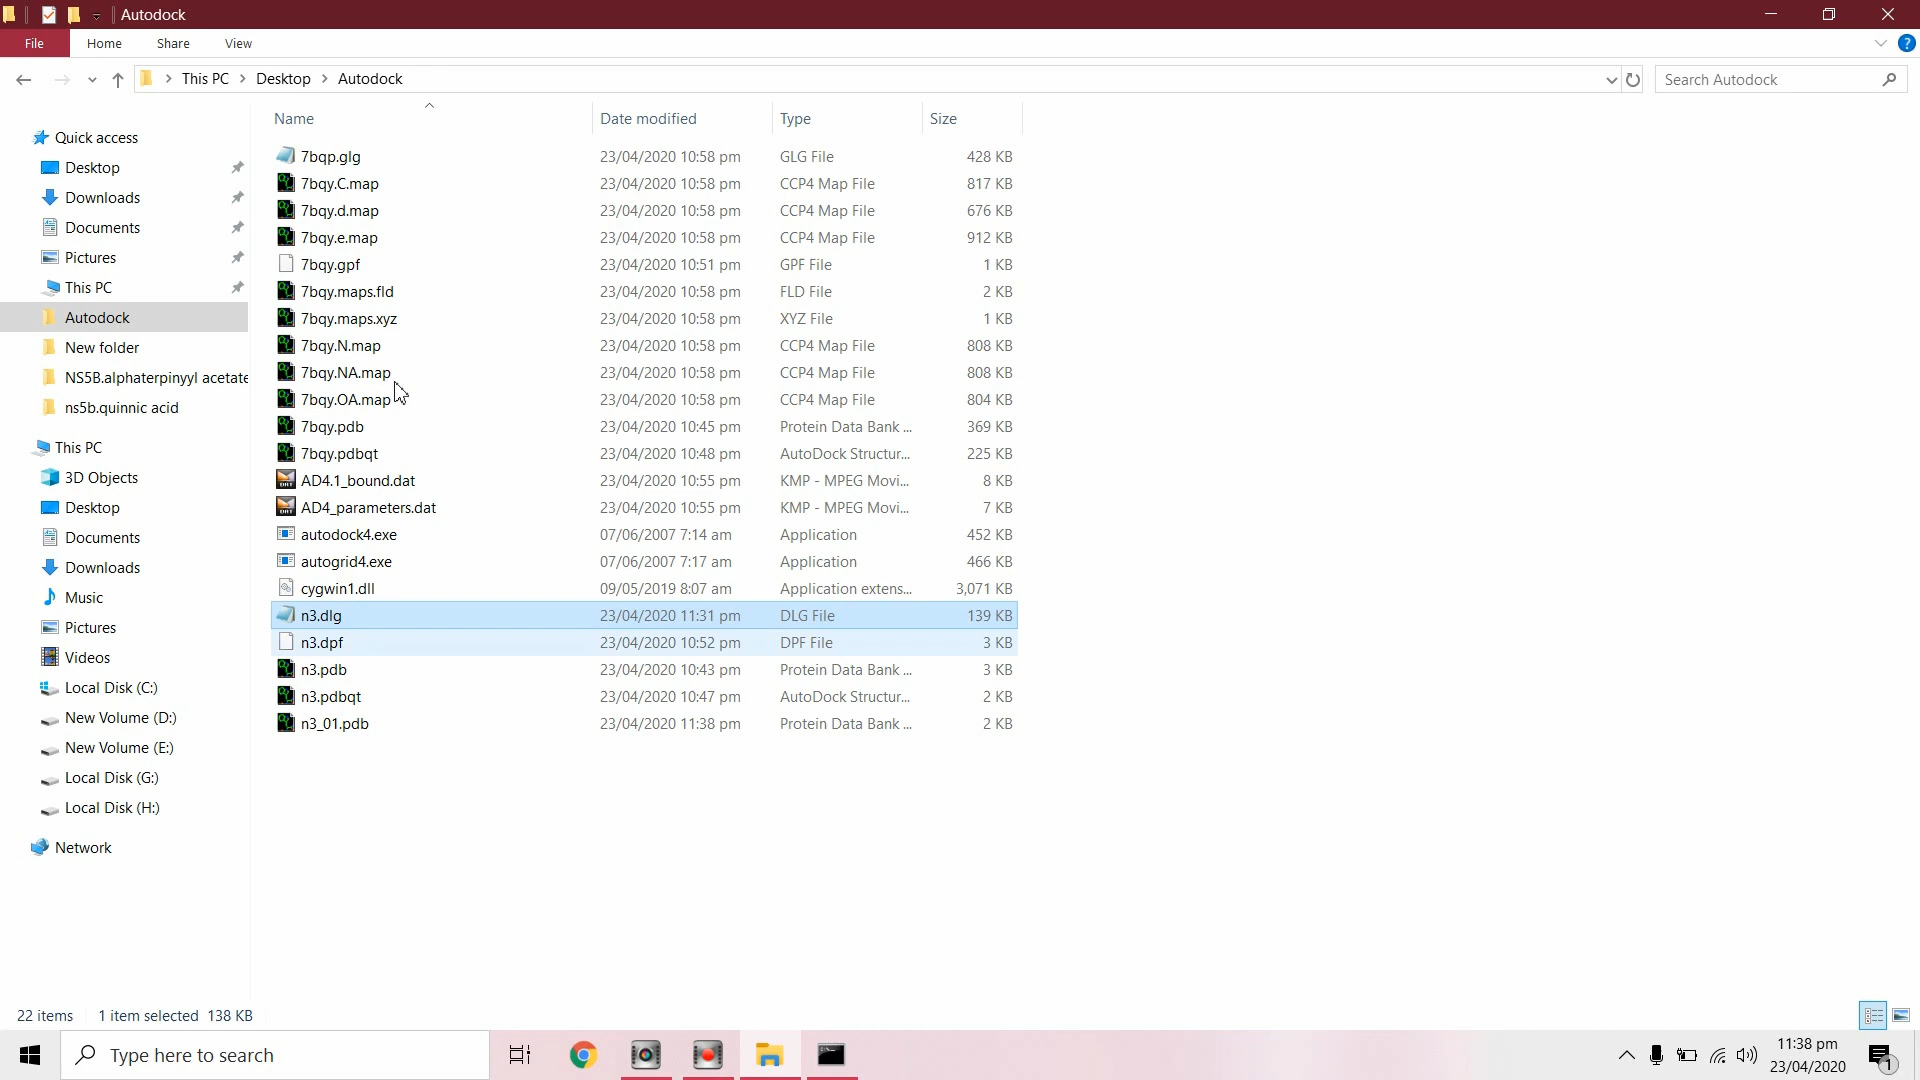 Autodock
File Home Share View
This PC Desktop Autodock
Search Autodock
Name Date modified Type Size
Quick access
Desktop
Downloads
Documents
Pictures
This PC
Autodock
New folder
NS5B.alphaterpinyyl acetate
ns5b.quinnic acid
This PC
3D Objects
Desktop
Documents
Downloads
Music
Pictures
Videos
Local Disk (C:)
New Volume (D:)
New Volume (E:)
Local Disk (G:)
Local Disk (H:)
Network
7bqp.glg 23/04/2020 10:58 pm GLG File 428 KB
7bqy.C.map 23/04/2020 10:58 pm CCP4 Map File 817 KB
7bqy.d.map 23/04/2020 10:58 pm CCP4 Map File 676 KB
7bqy.e.map 23/04/2020 10:58 pm CCP4 Map File 912 KB
7bqy.gpf 23/04/2020 10:51 pm GPF File 1 KB
7bqy.maps.fld 23/04/2020 10:58 pm FLD File 2 KB
7bqy.maps.xyz 23/04/2020 10:58 pm XYZ File 1 KB
7bqy.N.map 23/04/2020 10:58 pm CCP4 Map File 808 KB
7bqy.NA.map 23/04/2020 10:58 pm CCP4 Map File 808 KB
7bqy.OA.map 23/04/2020 10:58 pm CCP4 Map File 804 KB
7bqy.pdb 23/04/2020 10:45 pm Protein Data Bank ... 369 KB
7bqy.pdbqt 23/04/2020 10:48 pm AutoDock Structur... 225 KB
AD4.1_bound.dat 23/04/2020 10:55 pm KMP - MPEG Movi... 8 KB
AD4_parameters.dat 23/04/2020 10:55 pm KMP - MPEG Movi... 7 KB
autodock4.exe 07/06/2007 7:14 am Application 452 KB
autogrid4.exe 07/06/2007 7:17 am Application 466 KB
cygwin1.dll 09/05/2019 8:07 am Application extens... 3,071 KB
n3.dlg 23/04/2020 11:31 pm DLG File 139 KB
n3.dpf 23/04/2020 10:52 pm DPF File 3 KB
n3.pdb 23/04/2020 10:43 pm Protein Data Bank ... 3 KB
n3.pdbqt 23/04/2020 10:47 pm AutoDock Structur... 2 KB
n3_01.pdb 23/04/2020 11:38 pm Protein Data Bank ... 2 KB
22 items 1 item selected 138 KB
Type here to search
11:38 pm
23/04/2020
1